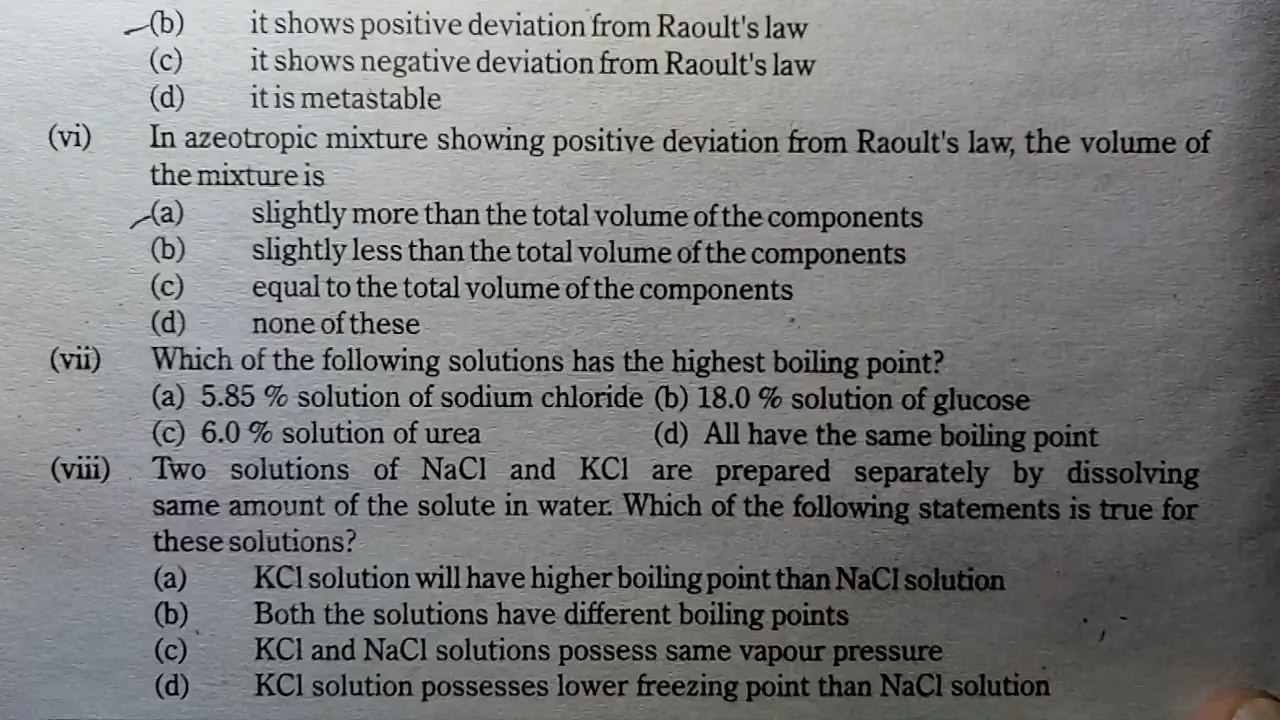 (b) it shows positive deviation from Raoult's law
(c) it shows negative deviation from Raoult's law
(d) it is metastable
(vi) In azeotropic mixture showing positive deviation from Raoult's law, the volume of
the mixture is
(a) slightly more than the total volume of the components
(b) slightly less than the total volume of the components
(c) equal to the total volume of the components
(d) none of these
(vii) Which of the following solutions has the highest boiling point?
(a) 5.85 % solution of sodium chloride (b) 18.0 % solution of glucose
(c) 6.0 % solution of urea (d) All have the same boiling point
(viii) Two solutions of NaCl and KCl are prepared separately by dissolving
same amount of the solute in water. Which of the following statements is true for
these solutions?
(a) KCl solution will have higher boiling point than NaCl solution
(b) Both the solutions have different boiling points
(c) KCl and NaCl solutions possess same vapour pressure
(d) KCl solution possesses lower freezing point than NaCl solution